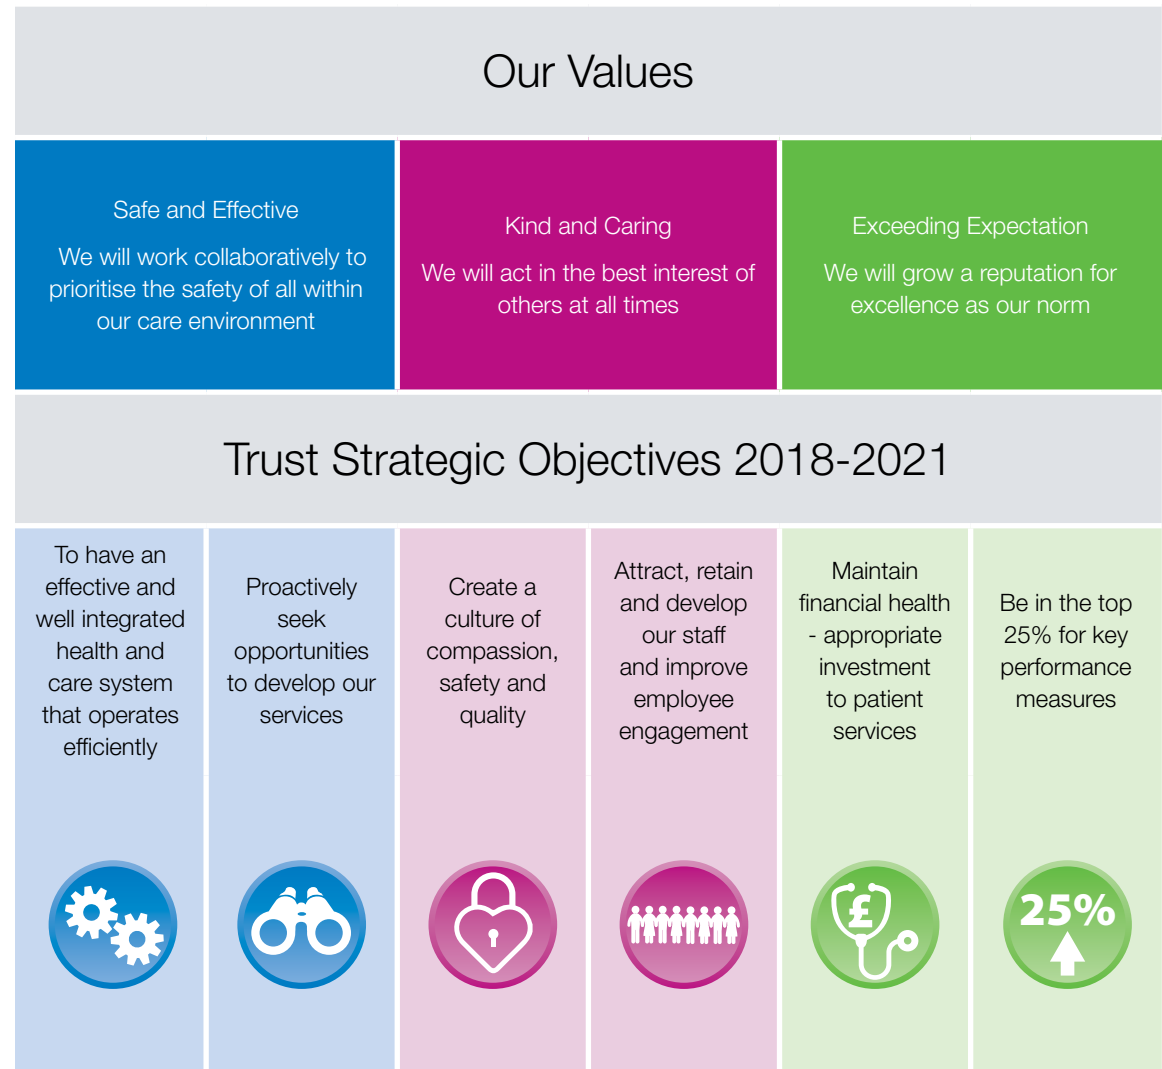 Our Values
Safe and Effective
We will work collaboratively to
prioritise the safety of all within
our care environment
Kind and Caring
We will act in the best interest of
others at all times
Exceeding Expectation
We will grow a reputation for
excellence as our norm
Trust Strategic Objectives 2018-2021
To have an
effective and
well integrated
health and
care system
that operates
efficiently
Proactively
seek
opportunities
to develop our
services
Create a
culture of
compassion,
safety and
quality
Attract, retain
and develop
our staff
and improve
employee
engagement
Maintain
financial health
- appropriate
investment
to patient
services
Be in the top
25% for key
performance
measures
£
25%